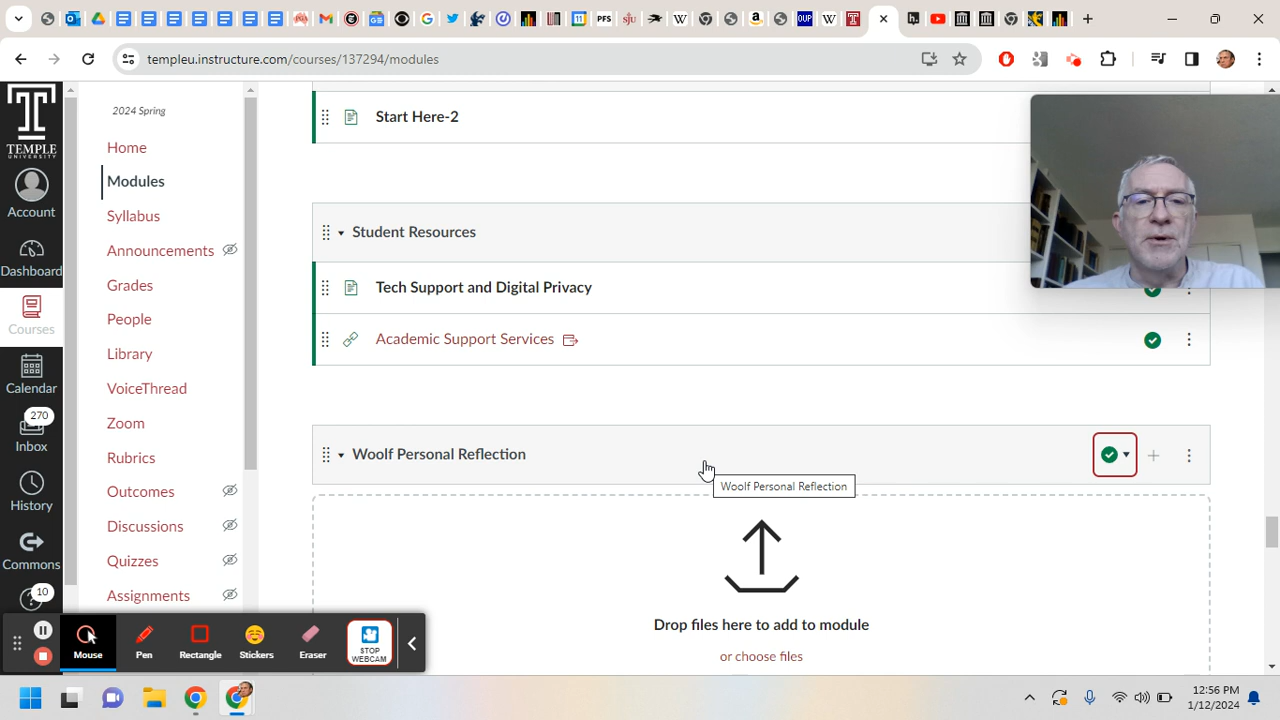 PFS
sju
W
OUP
W
T
templeu.instructure.com/courses/137294/modules
T
TEMPLE
UNIVERSITY
Account
Dashboard
Courses
Calendar
270
Inbox
History
Commons
10
2024 Spring
Home
Modules
Syllabus
Announcements
Grades
People
Library
VoiceThread
Zoom
Rubrics
Outcomes
Discussions
Quizzes
Assignments
Start Here-2
Student Resources
Tech Support and Digital Privacy
Academic Support Services
Woolf Personal Reflection
Woolf Personal Reflection
Drop files here to add to module
or choose files
Mouse
Pen
Rectangle
Stickers
Eraser
STOP
WEBCAM
12:56 PM
1/12/2024